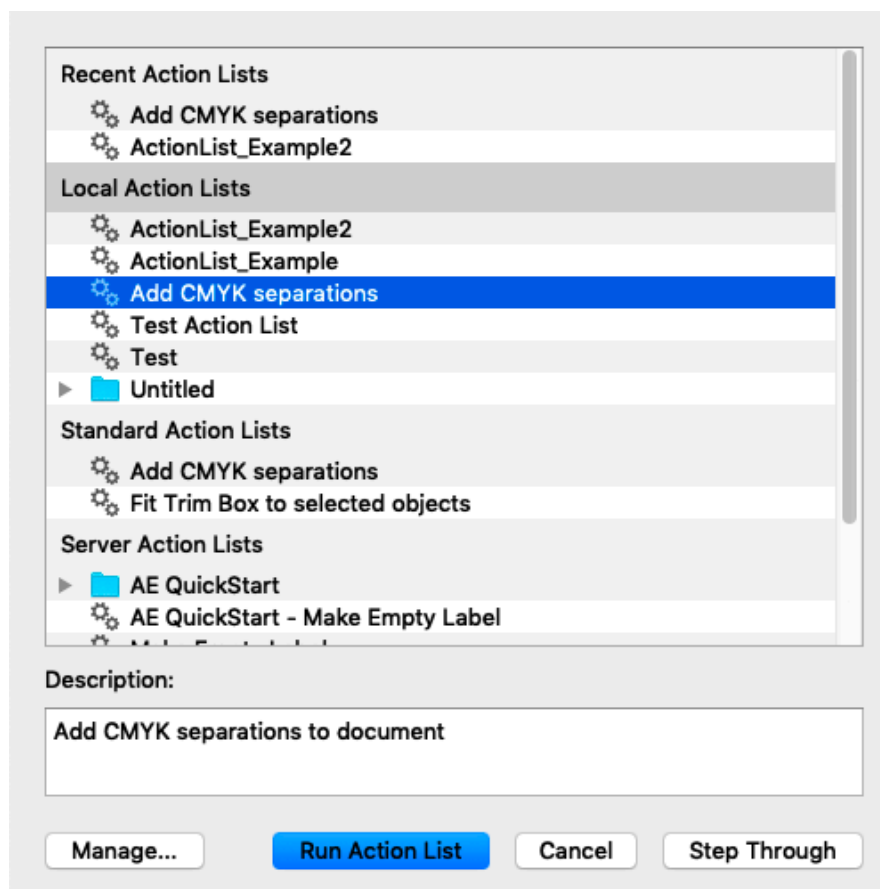 Recent Action Lists
Add CMYK separations
ActionList_Example2
Local Action Lists
ActionList_Example2
ActionList_Example
Add CMYK separations
Test Action List
Test
Untitled
Standard Action Lists
Add CMYK separations
Fit Trim Box to selected objects
Server Action Lists
AE QuickStart
AE QuickStart - Make Empty Label
Description:
Add CMYK separations to document
Manage... Run Action List Cancel Step Through